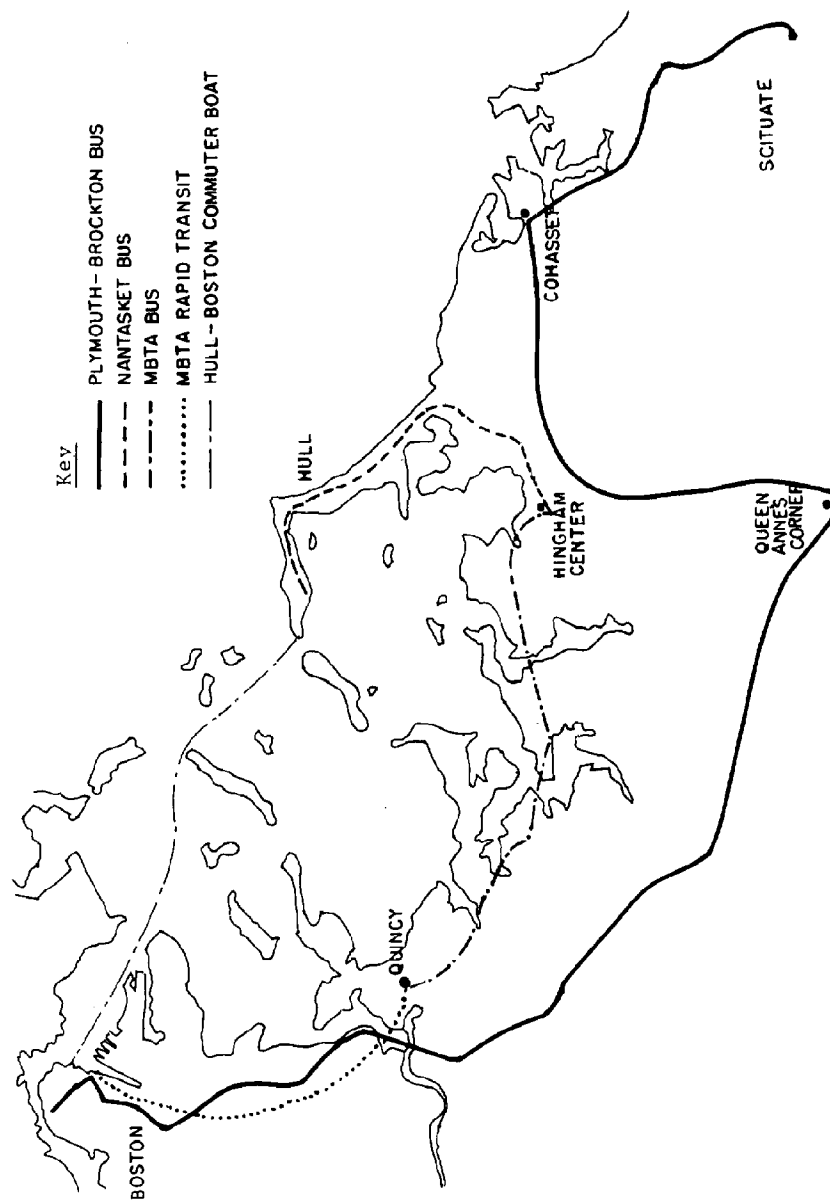 Key
PLYMOUTH-BROCKTON BUS
NANTASKET BUS
MBTA BUS
MBTA RAPID TRANSIT
HULL-BOSTON COMMUTER BOAT
BOSTON
QUINCY
HULL
HINGHAM
CENTER
COHASSET
QUEEN
ANNE'S
CORNER
SCITUATE